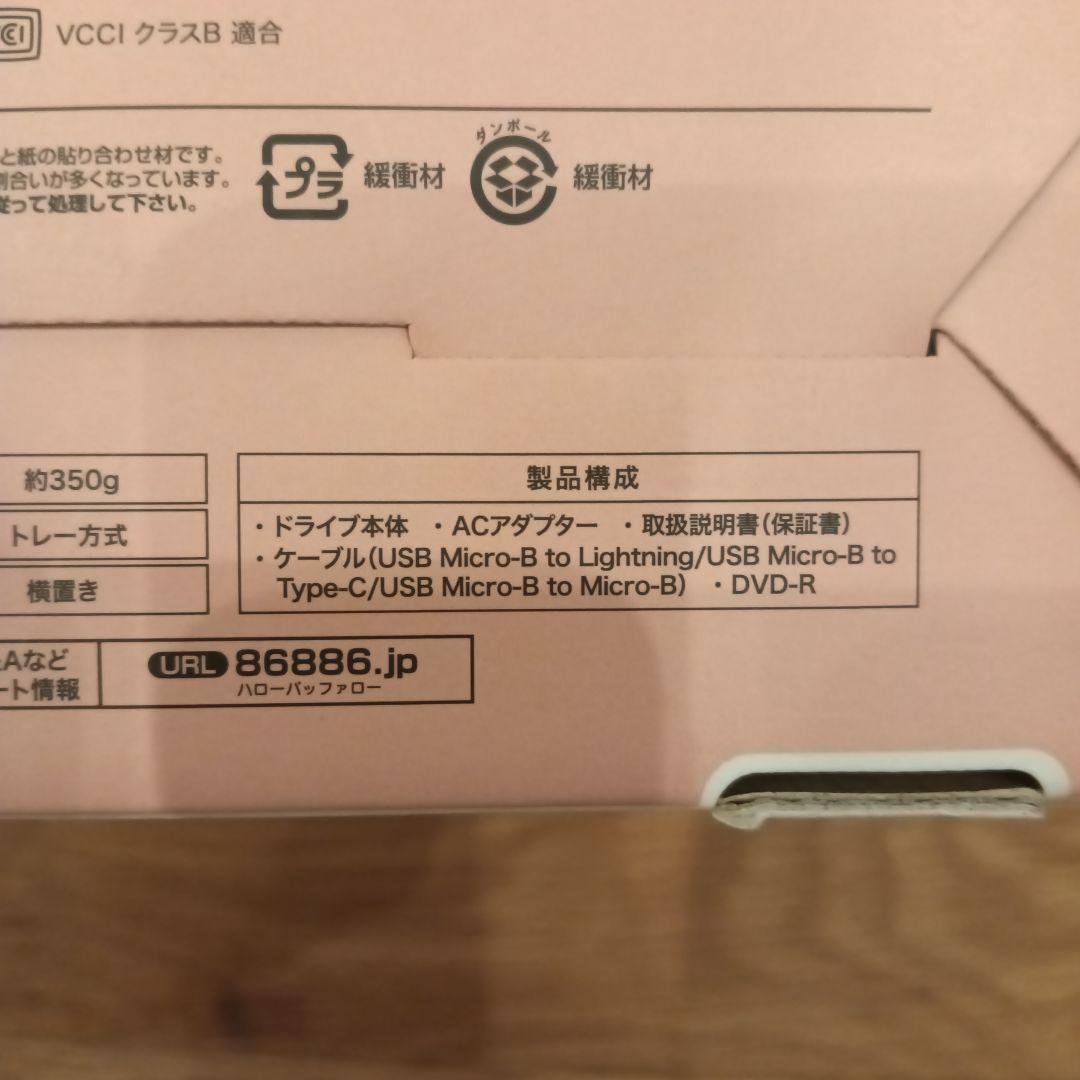 VCCI クラスB 適合
と紙の貼り合わせ材です。
割合いが多くなっています。
従って処理して下さい。
プラ 緩衝材
ダンボール
緩衝材
約350g
トレー方式
横置き
製品構成
・ドライブ本体 ・ACアダプター ・取扱説明書(保証書)
・ケーブル(USB Micro-B to Lightning/USB Micro-B to
Type-C/USB Micro-B to Micro-B) ・DVD-R
Aなど
ート情報
URL 86886.jp
ハローバッファロー